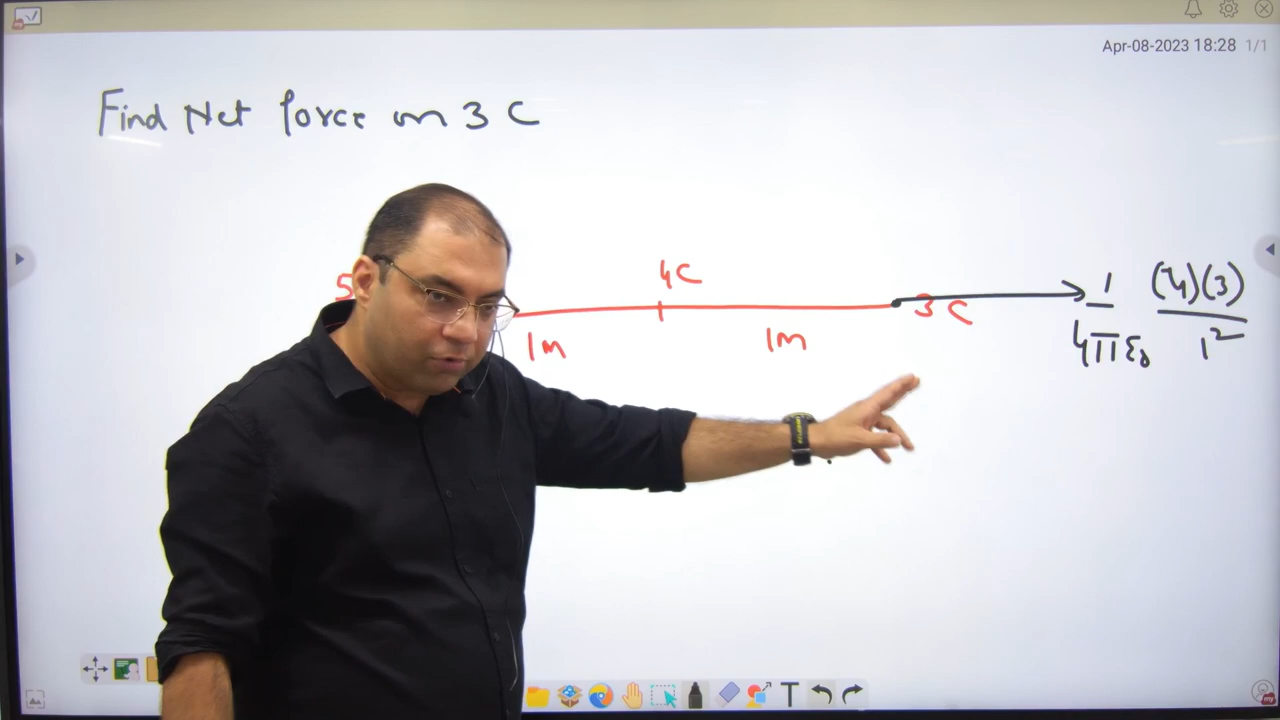 Apr-08-2023 18:28 1/1
Find Net force on 3 C
5
4C
3 C
1m
1m
1 (4)(3)
4πε0 1²
T